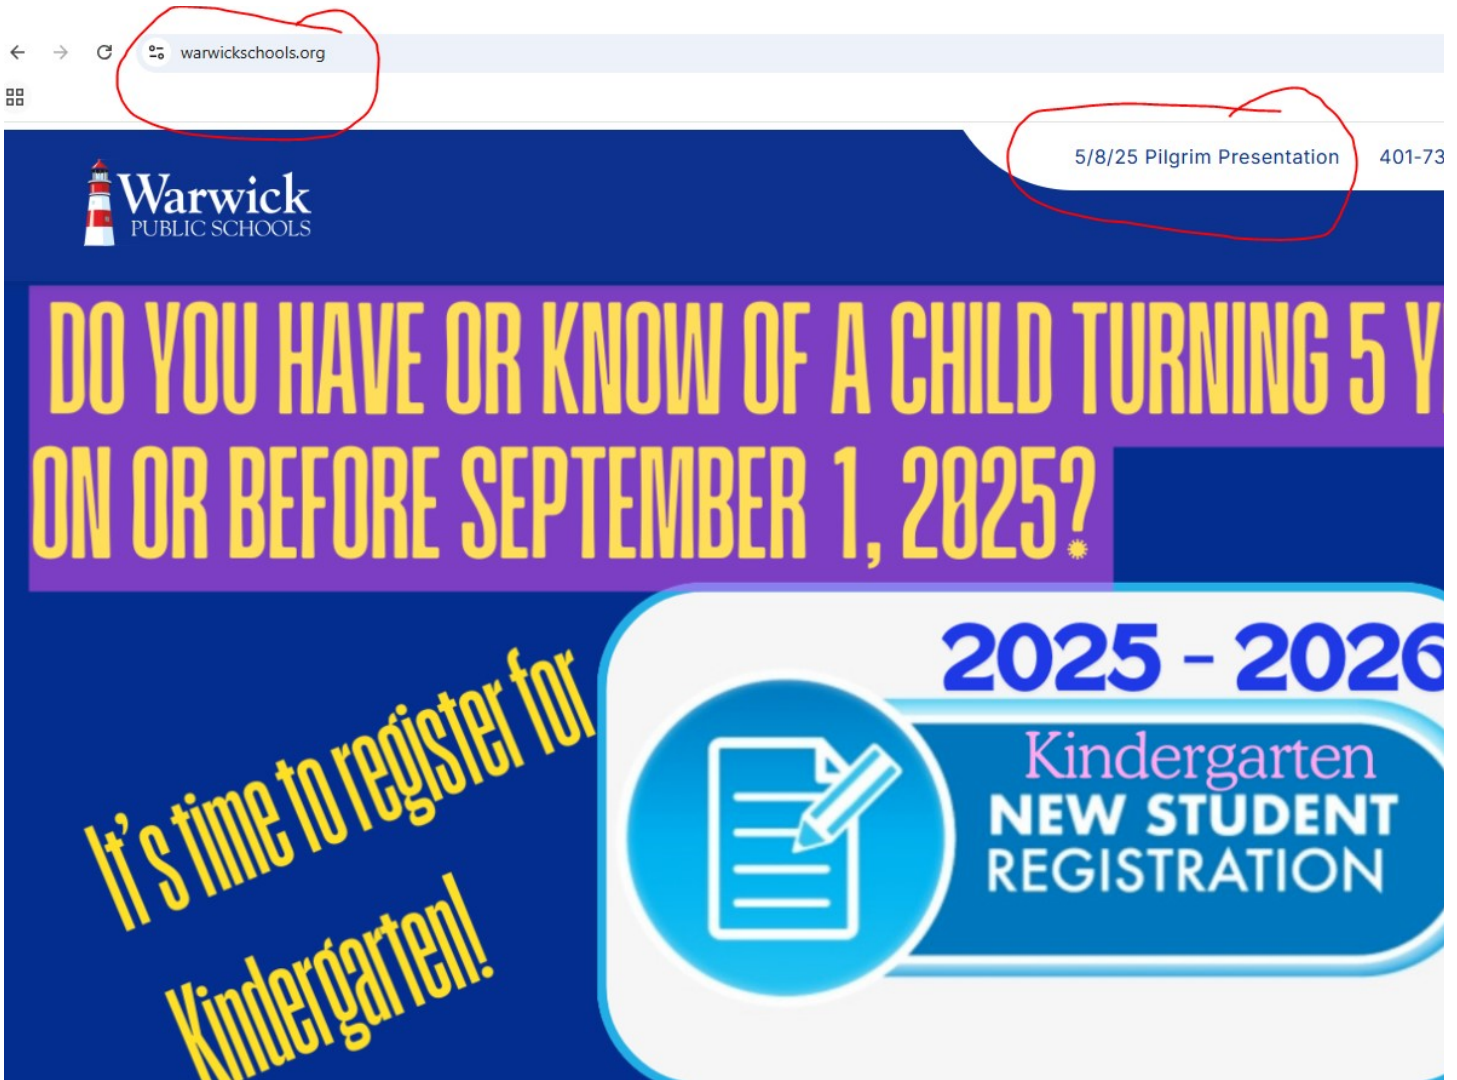 warwickschools.org
5/8/25 Pilgrim Presentation 401-73
Warwick
PUBLIC SCHOOLS
DO YOU HAVE OR KNOW OF A CHILD TURNING 5 Y
ON OR BEFORE SEPTEMBER 1, 2025?
It's time to register for
Kindergarten!
2025 - 2026
Kindergarten
NEW STUDENT
REGISTRATION